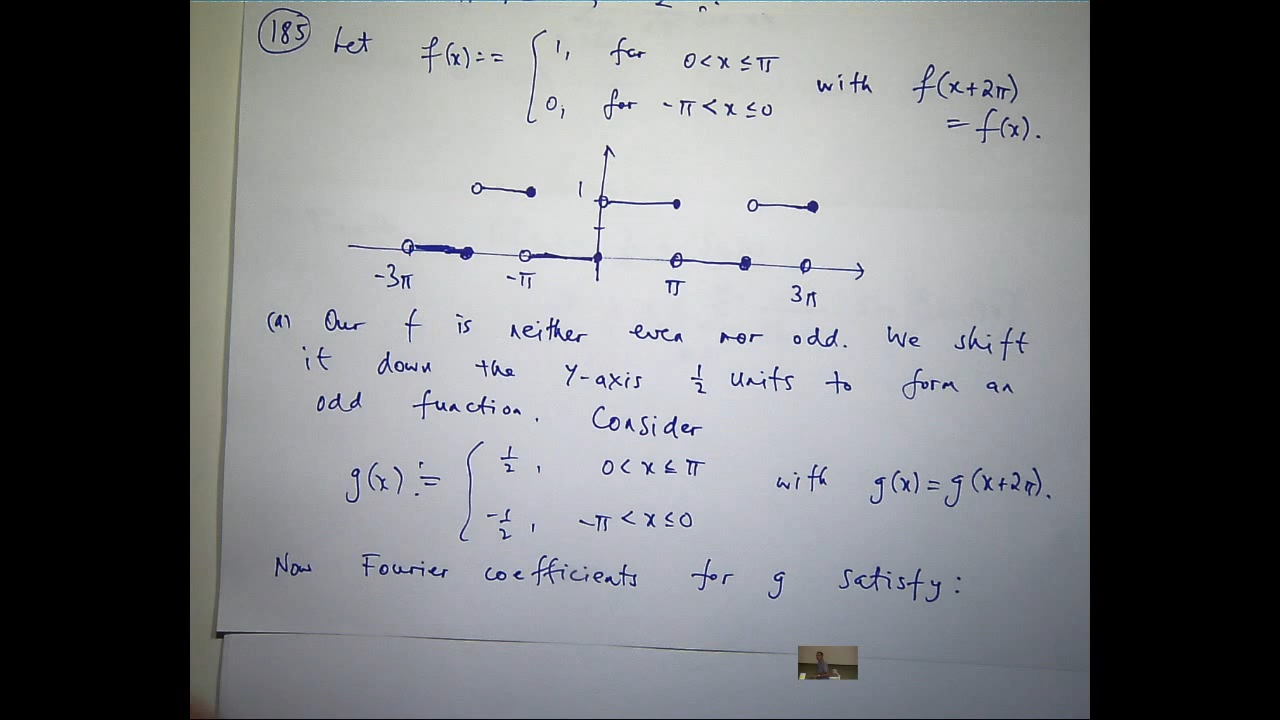 185 Let f(x) := { 1, for 0 < x ≤ π
0, for -π < x ≤ 0
with f(x+2π)
= f(x).
1
-3π -π π 3π
(a) Our f is neither even nor odd. We shift
it down the y-axis 1/2 units to form an
odd function. Consider
g(x) := { 1/2, 0 < x ≤ π
-1/2, -π < x ≤ 0
with g(x) = g(x+2π).
Now Fourier coefficients for g satisfy: